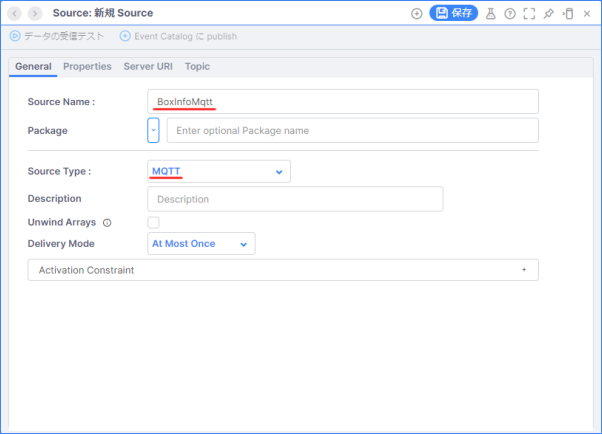 Source: 新規 Source
保存
データの受信テスト
Event Catalog に publish
General Properties Server URI Topic
Source Name : BoxInfoMqtt
Package Enter optional Package name
Source Type : MQTT
Description Description
Unwind Arrays
Delivery Mode At Most Once
Activation Constraint